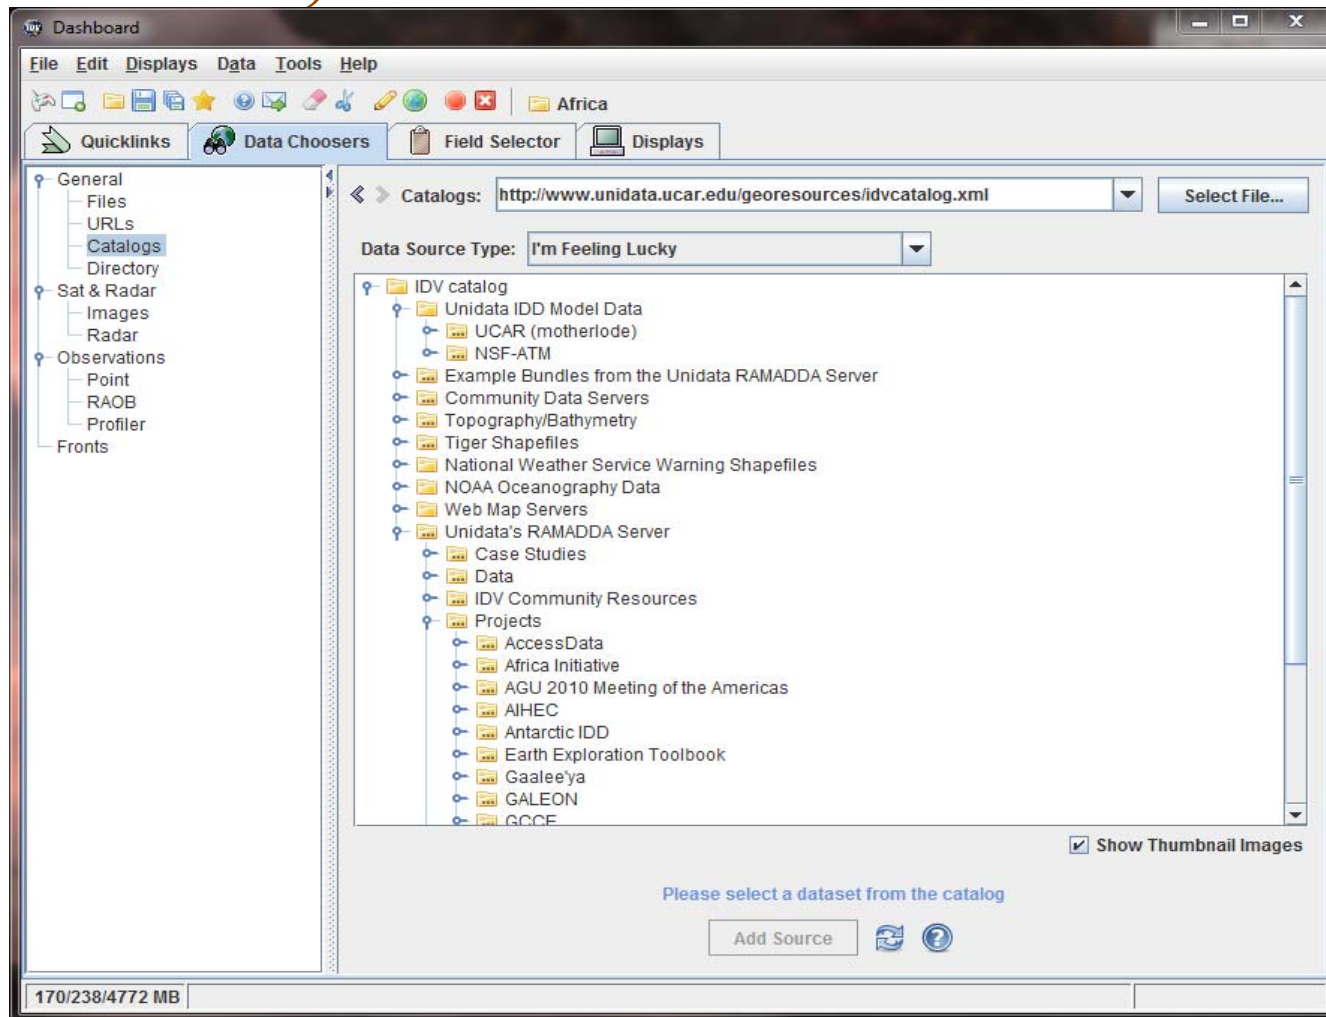 Dashboard
File Edit Displays Data Tools Help
Africa
Quicklinks Data Choosers Field Selector Displays
General
Files
URLs
Catalogs
Directory
Sat & Radar
Images
Radar
Observations
Point
RAOB
Profiler
Fronts
Catalogs: http://www.unidata.ucar.edu/georesources/idvcatalog.xml Select File...
Data Source Type: I'm Feeling Lucky
IDV catalog
Unidata IDD Model Data
UCAR (motherlode)
NSF-ATM
Example Bundles from the Unidata RAMADDA Server
Community Data Servers
Topography/Bathymetry
Tiger Shapefiles
National Weather Service Warning Shapefiles
NOAA Oceanography Data
Web Map Servers
Unidata's RAMADDA Server
Case Studies
Data
IDV Community Resources
Projects
AccessData
Africa Initiative
AGU 2010 Meeting of the Americas
AIHEC
Antarctic IDD
Earth Exploration Toolbook
Gaalee'ya
GALEON
GCCE
Show Thumbnail Images
Please select a dataset from the catalog
Add Source
170/238/4772 MB